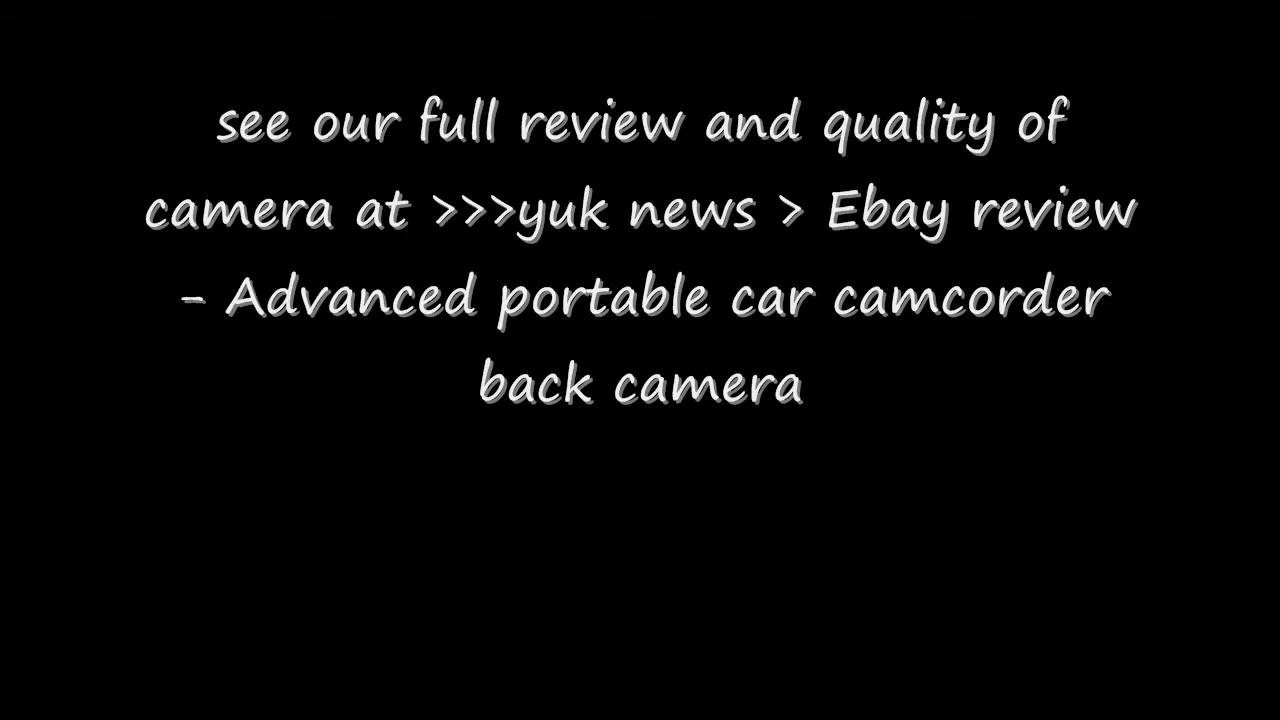 see our full review and quality of
camera at >>>yuk news > Ebay review
- Advanced portable car camcorder
back camera